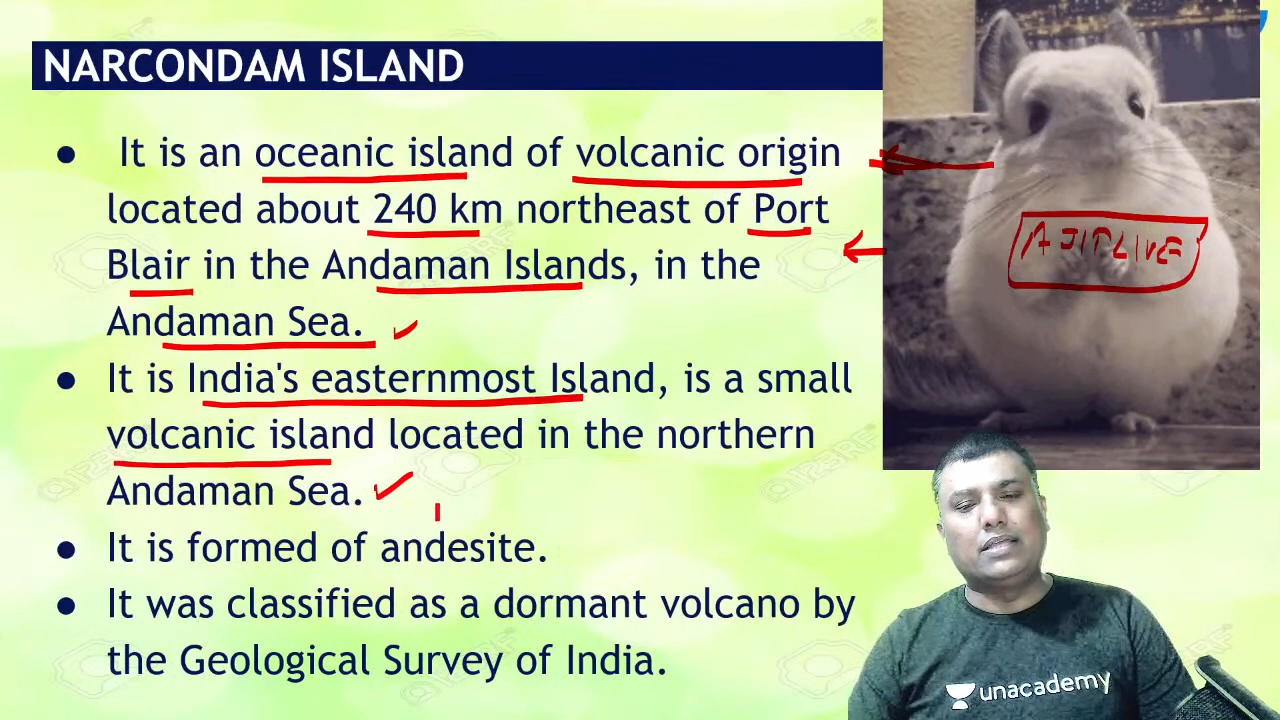 NARCONDAM ISLAND
● It is an oceanic island of volcanic origin
located about 240 km northeast of Port
Blair in the Andaman Islands, in the
Andaman Sea.
● It is India's easternmost Island, is a small
volcanic island located in the northern
Andaman Sea.
● It is formed of andesite.
● It was classified as a dormant volcano by
the Geological Survey of India.
unacademy